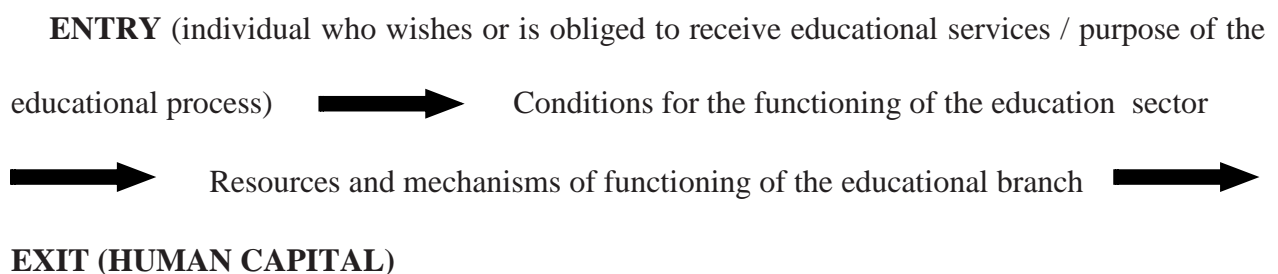 ENTRY (individual who wishes or is obliged to receive educational services / purpose of the
educational process) Conditions for the functioning of the education sector
Resources and mechanisms of functioning of the educational branch
EXIT (HUMAN CAPITAL)